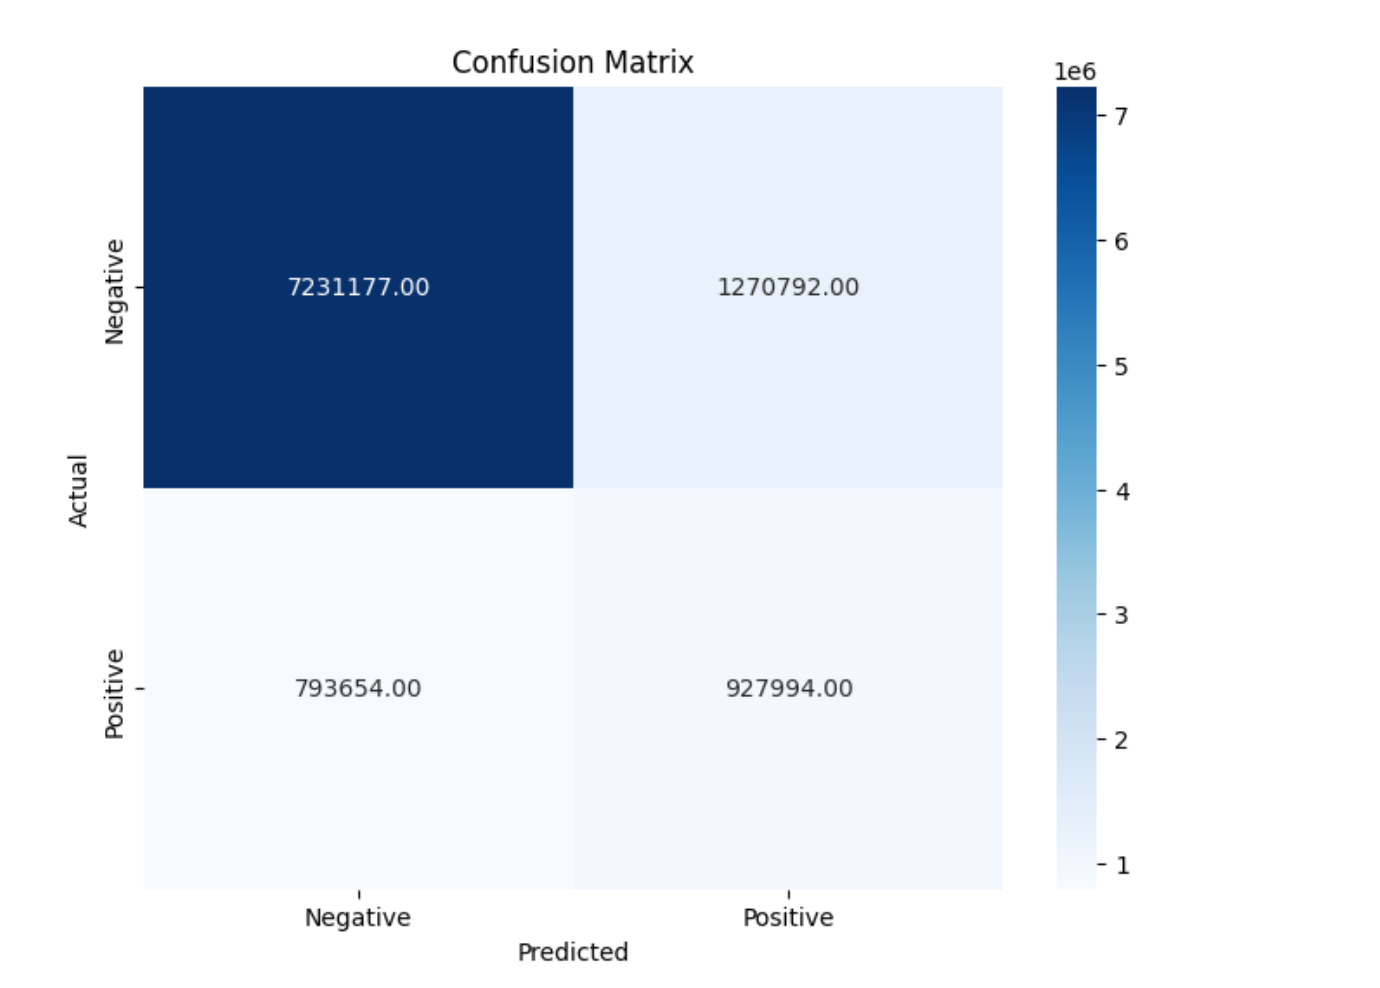 Confusion Matrix
1e6
Negative
7231177.00
1270792.00
Actual
Positive
793654.00
927994.00
Negative
Positive
Predicted
7
6
5
4
3
2
1